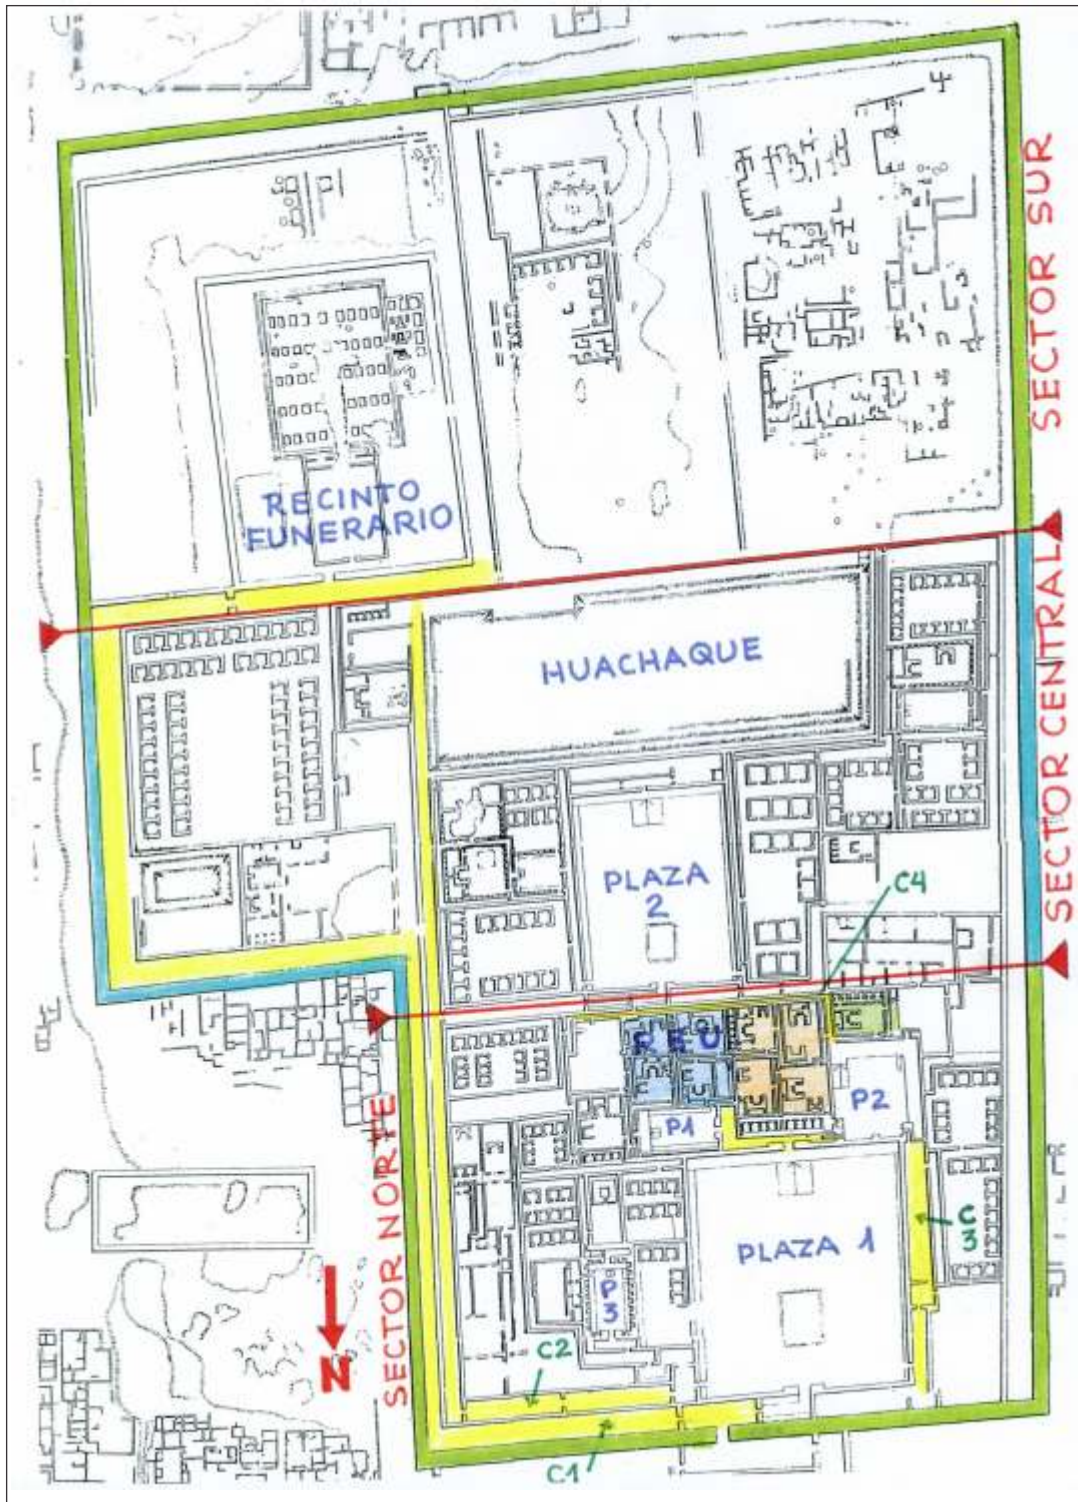 SECTOR SUR
RECINTO
FUNERARIO
HUACHAQUE
SECTOR CENTRAL
PLAZA
2
C4
P1
P2
SECTOR NORTE
PLAZA 1
C
3
P
3
C2
N
C1